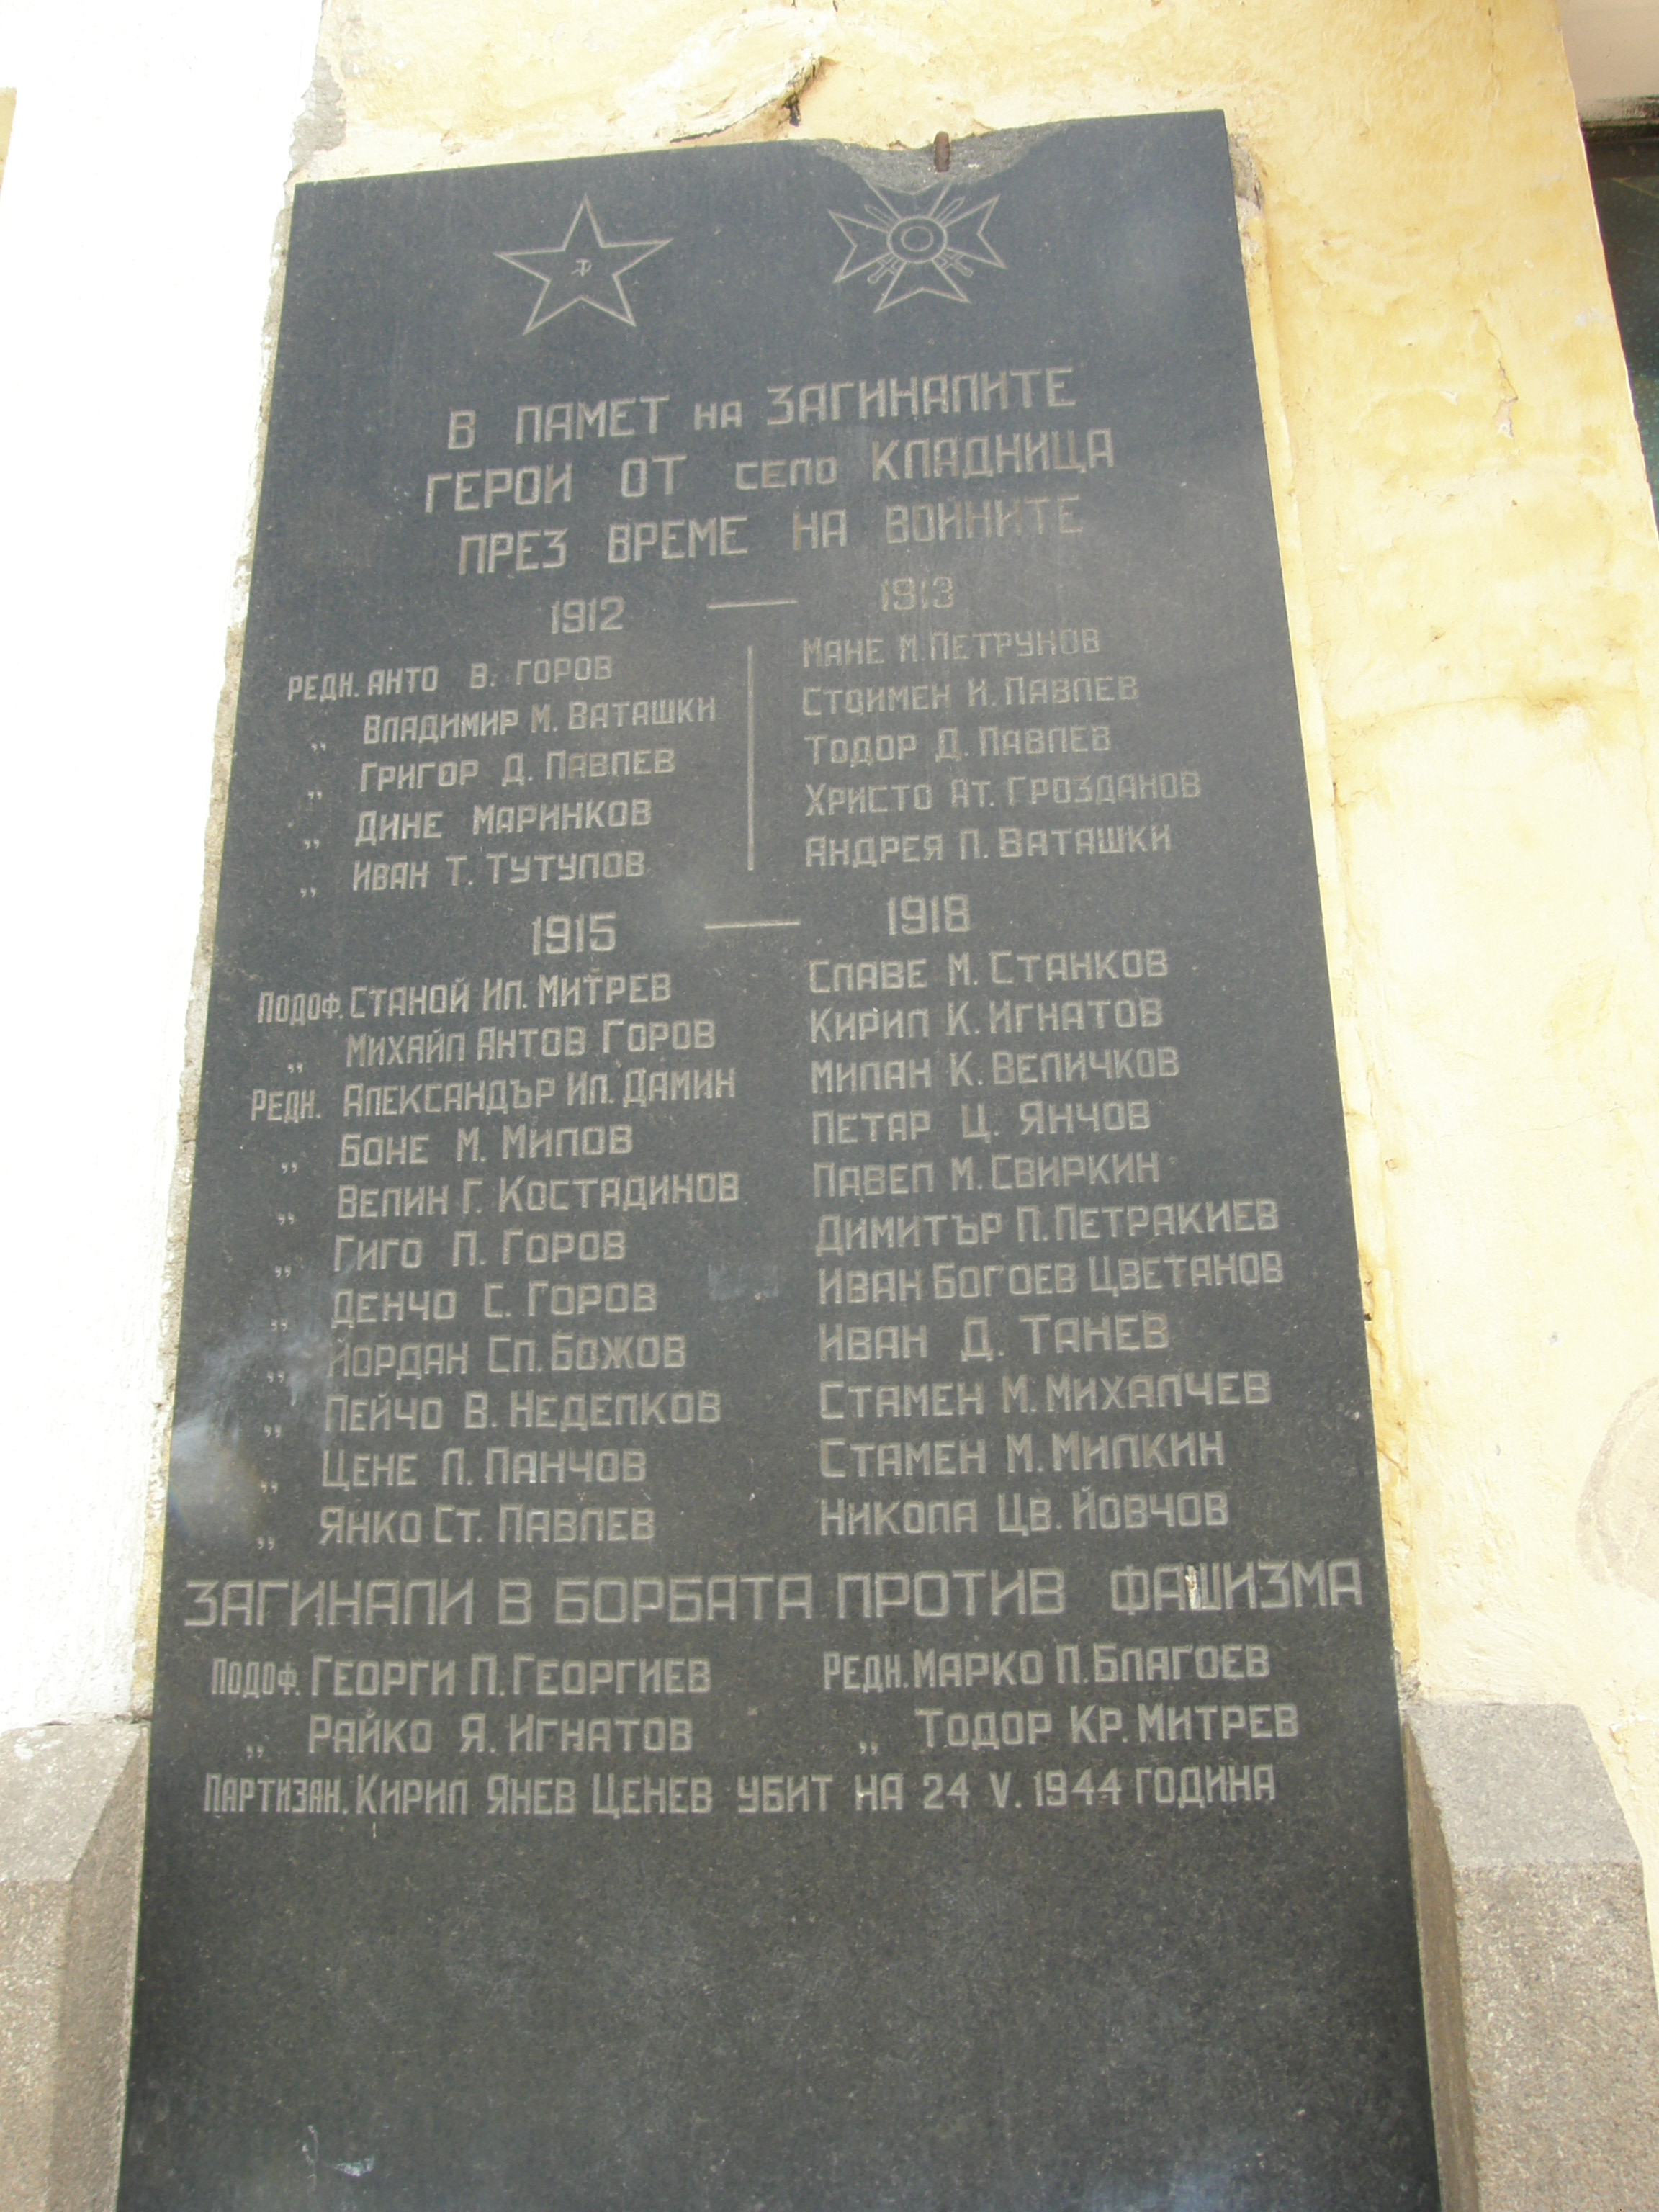 В ПАМЕТ НА ЗАГИНАЛИТЕ
ГЕРОИ ОТ СЕЛО КЛАДНИЦА
ПРЕЗ ВРЕМЕ НА ВОЙНИТЕ
1912 — 1913
РЕДН. АНТО В. ГОРОВ
„ ВЛАДИМИР М. ВАТАШКИ
„ ГРИГОР Д. ПАВЛЕВ
„ ДИНЕ МАРИНКОВ
„ ИВАН Т. ТУТУЛОВ
МАНЕ М. ПЕТРУНОВ
СТОИМЕН И. ПАВЛЕВ
ТОДОР Д. ПАВЛЕВ
ХРИСТО АТ. ГРОЗДАНОВ
АНДРЕЯ П. ВАТАШКИ
1915 — 1918
ПОДОФ. СТАНОЙ ИЛ. МИТРЕВ
„ МИХАЙЛ АНТОВ ГОРОВ
РЕДН. АЛЕКСАНДЪР ИЛ. ДАМИН
„ БОНЕ М. МИЛОВ
„ ВЕЛИН Г. КОСТАДИНОВ
„ ГИГО П. ГОРОВ
„ ДЕНЧО С. ГОРОВ
„ ЙОРДАН СП. БОЖОВ
„ ПЕЙЧО В. НЕДЕЛКОВ
„ ЦЕНЕ Л. ПАНЧОВ
„ ЯНКО СТ. ПАВЛЕВ
СЛАВЕ М. СТАНКОВ
КИРИЛ К. ИГНАТОВ
МИЛАН К. ВЕЛИЧКОВ
ПЕТАР Ц. ЯНЧОВ
ПАВЕЛ М. СВИРКИН
ДИМИТЪР П. ПЕТРАКИЕВ
ИВАН БОГОЕВ ЦВЕТАНОВ
ИВАН Д. ТАНЕВ
СТАМЕН М. МИХАЛЧЕВ
СТАМЕН М. МИЛКИН
НИКОЛА ЦВ. ЙОВЧОВ
ЗАГИНАЛИ В БОРБАТА ПРОТИВ ФАШИЗМА
ПОДОФ. ГЕОРГИ П. ГЕОРГИЕВ
„ РАЙКО Я. ИГНАТОВ
РЕДН. МАРКО П. БЛАГОЕВ
„ ТОДОР КР. МИТРЕВ
ПАРТИЗАН. КИРИЛ ЯНЕВ ЦЕНЕВ УБИТ НА 24 V. 1944 ГОДИНА